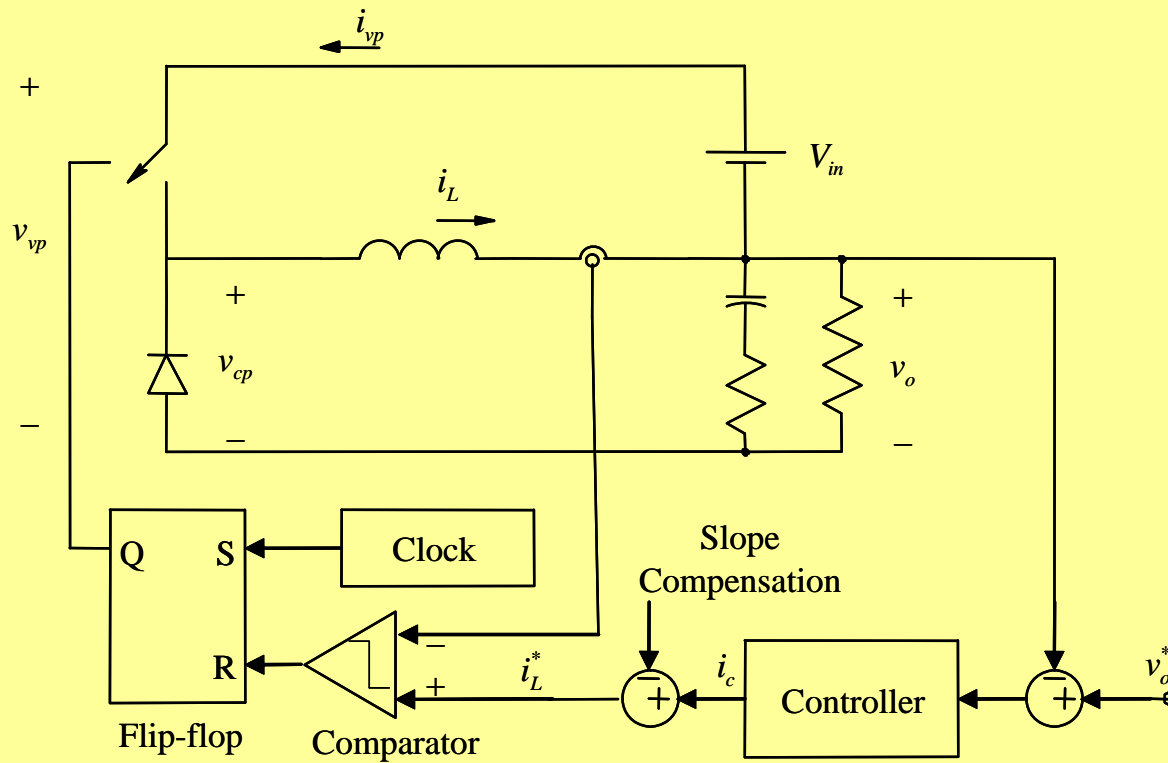 i_vp
+
V_in
i_L
v_vp
+
+
v_cp
v_o
−
−
−
Slope
Compensation
Q
S
Clock
R
−
+
i_L^*
−
+
i_c
Controller
−
+
v_o^*
Flip-flop
Comparator